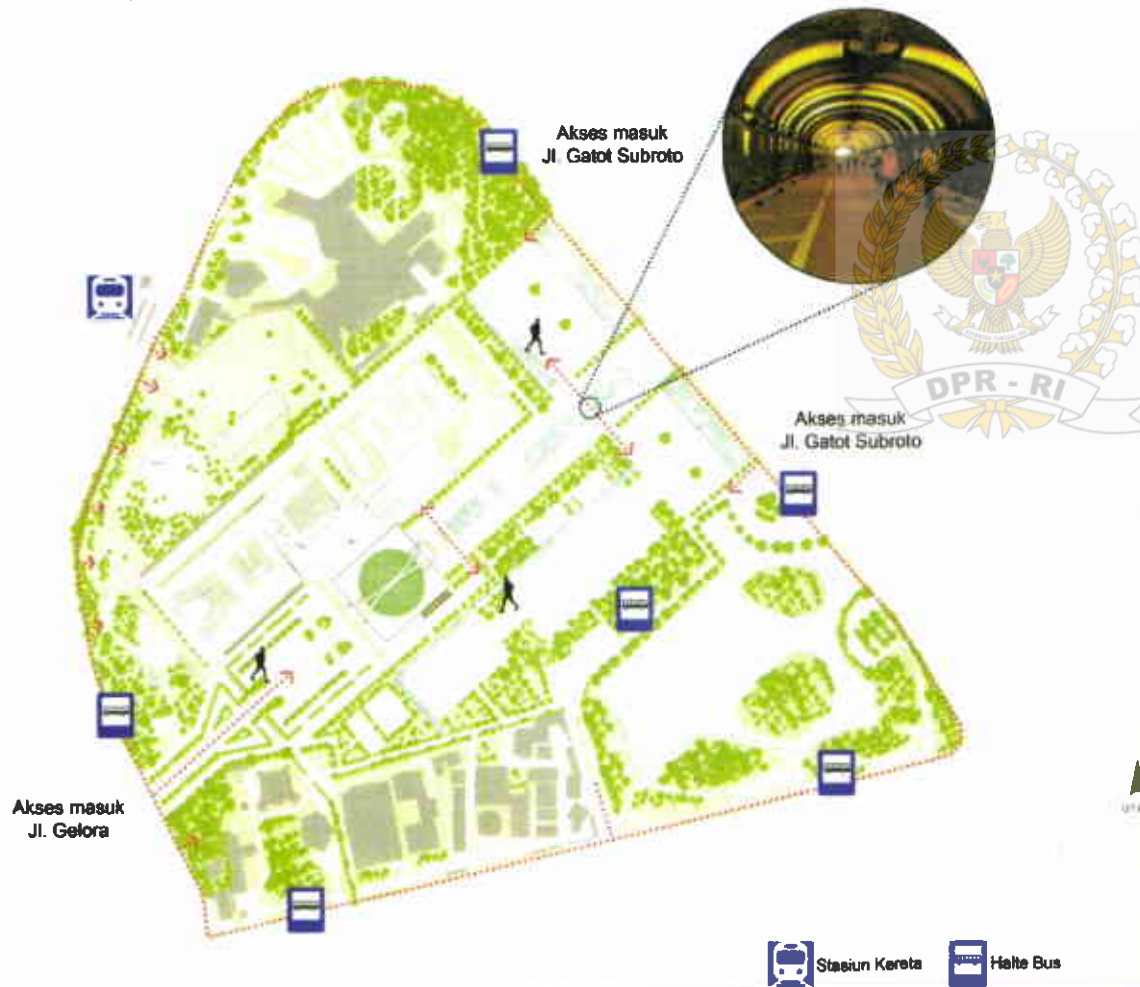 Akses masuk
Jl. Gatot Subroto
DPR - RI
Akses masuk
Jl. Gatot Subroto
Akses masuk
Jl. Gelora
Stasiun Kereta
Halte Bus